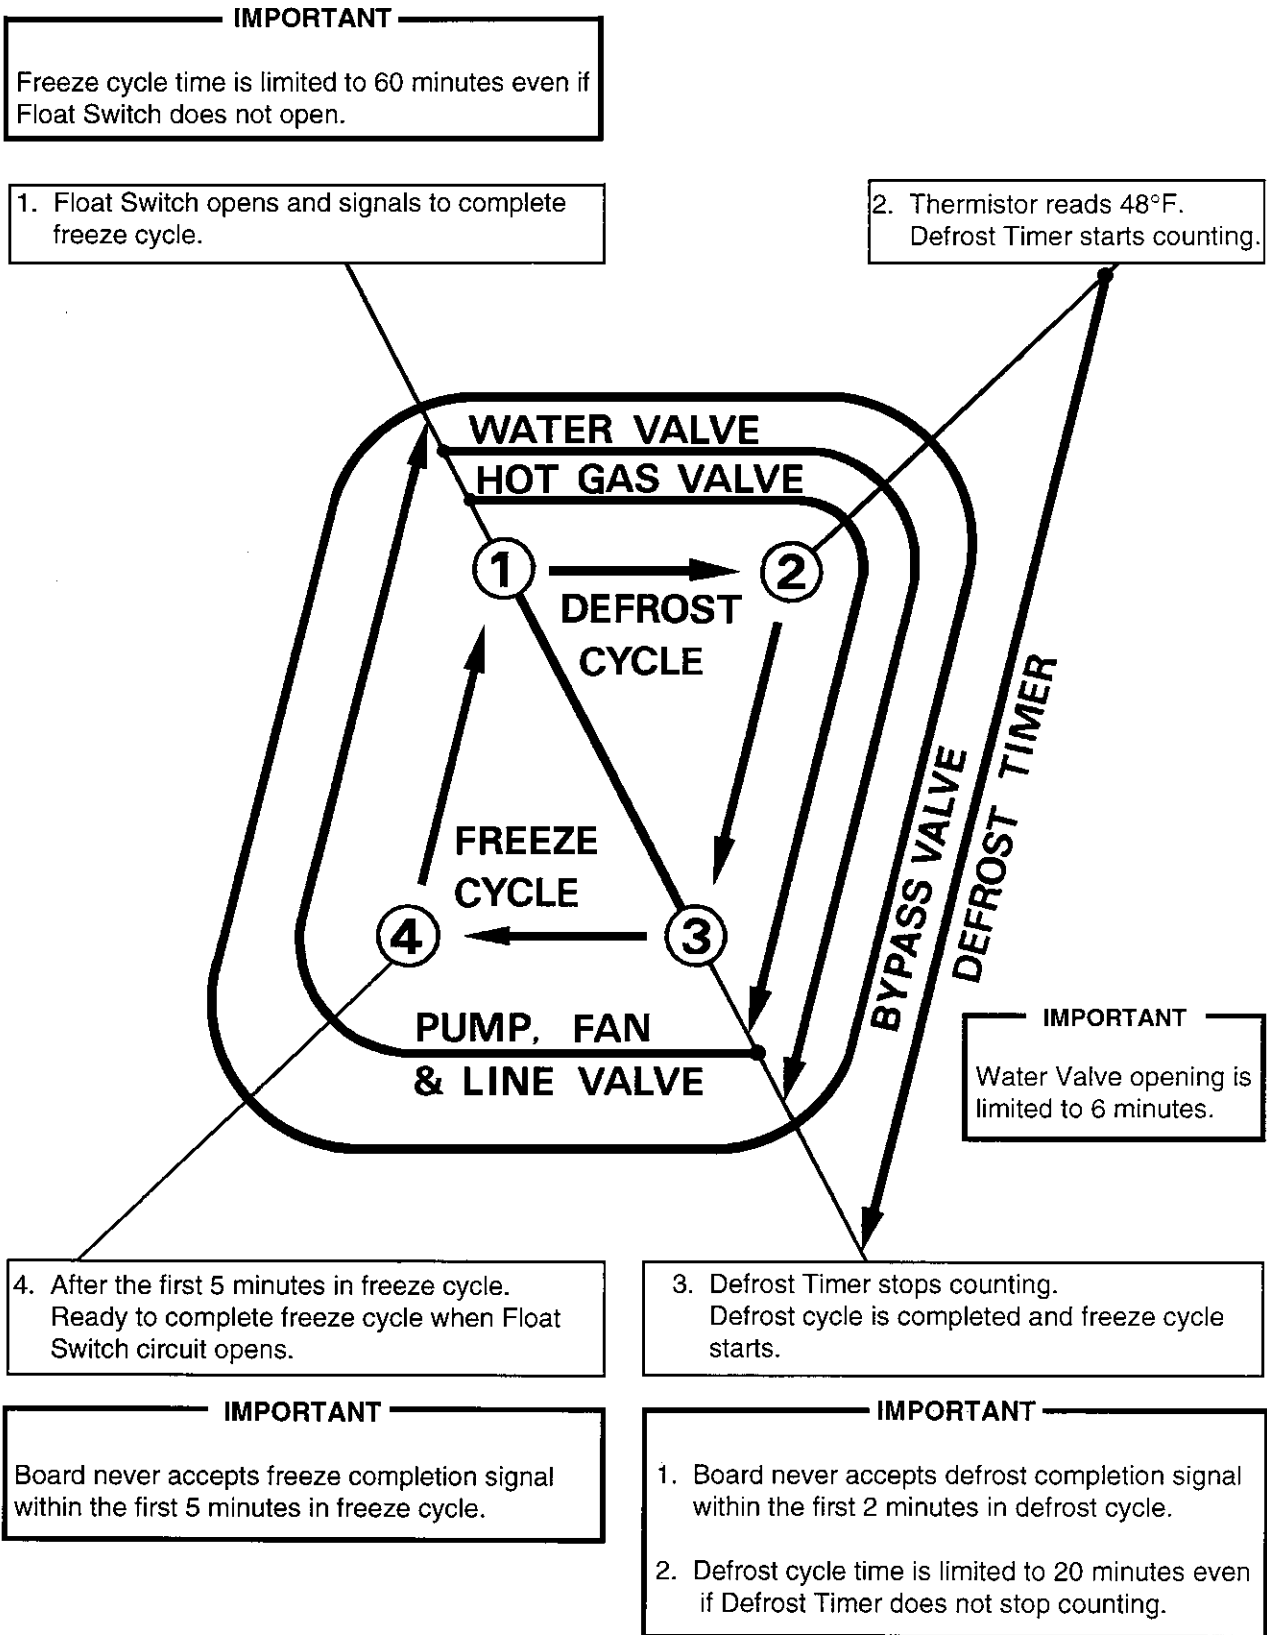 IMPORTANT
Freeze cycle time is limited to 60 minutes even if
Float Switch does not open.
1. Float Switch opens and signals to complete
freeze cycle.
2. Thermistor reads 48°F.
Defrost Timer starts counting.
WATER VALVE
HOT GAS VALVE
1
2
DEFROST
CYCLE
BYPASS VALVE
DEFROST TIMER
FREEZE
CYCLE
4
3
PUMP, FAN
& LINE VALVE
IMPORTANT
Water Valve opening is
limited to 6 minutes.
4. After the first 5 minutes in freeze cycle.
Ready to complete freeze cycle when Float
Switch circuit opens.
3. Defrost Timer stops counting.
Defrost cycle is completed and freeze cycle
starts.
IMPORTANT
Board never accepts freeze completion signal
within the first 5 minutes in freeze cycle.
IMPORTANT
1. Board never accepts defrost completion signal
within the first 2 minutes in defrost cycle.
2. Defrost cycle time is limited to 20 minutes even
if Defrost Timer does not stop counting.